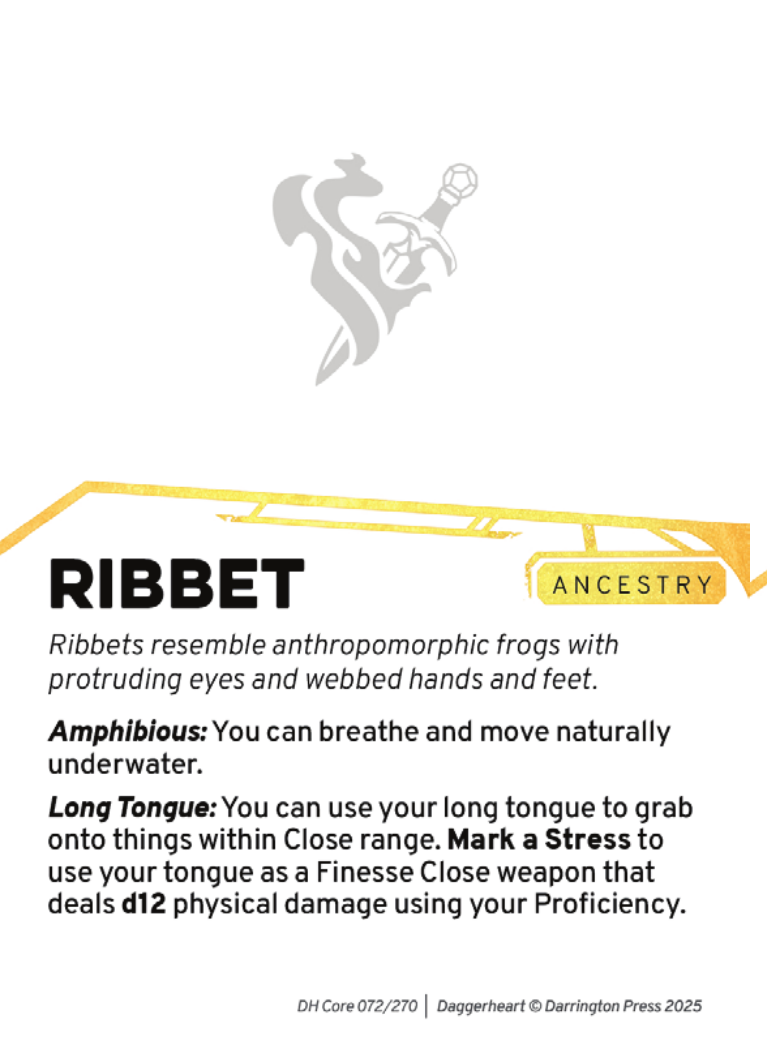 RIBBET
ANCESTRY
Ribbets resemble anthropomorphic frogs with
protruding eyes and webbed hands and feet.
Amphibious: You can breathe and move naturally
underwater.
Long Tongue: You can use your long tongue to grab
onto things within Close range. Mark a Stress to
use your tongue as a Finesse Close weapon that
deals d12 physical damage using your Proficiency.
DH Core 072/270 | Daggerheart © Darrington Press 2025